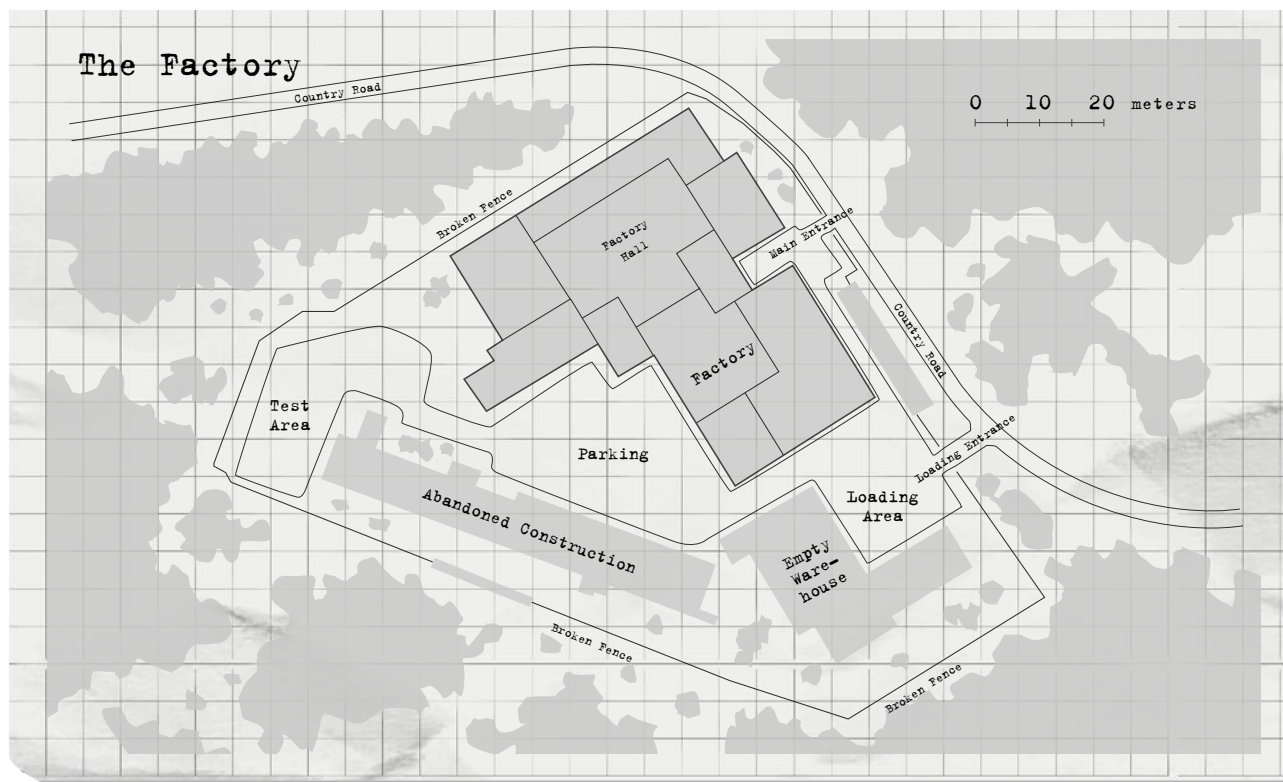 The Factory
Country Road
0 10 20 meters
Broken Fence
Factory
Hall
Main Entrance
Country Road
Factory
Test
Area
Parking
Loading Entrance
Loading
Area
Abandoned Construction
Empty
Ware-
house
Broken Fence
Broken Fence